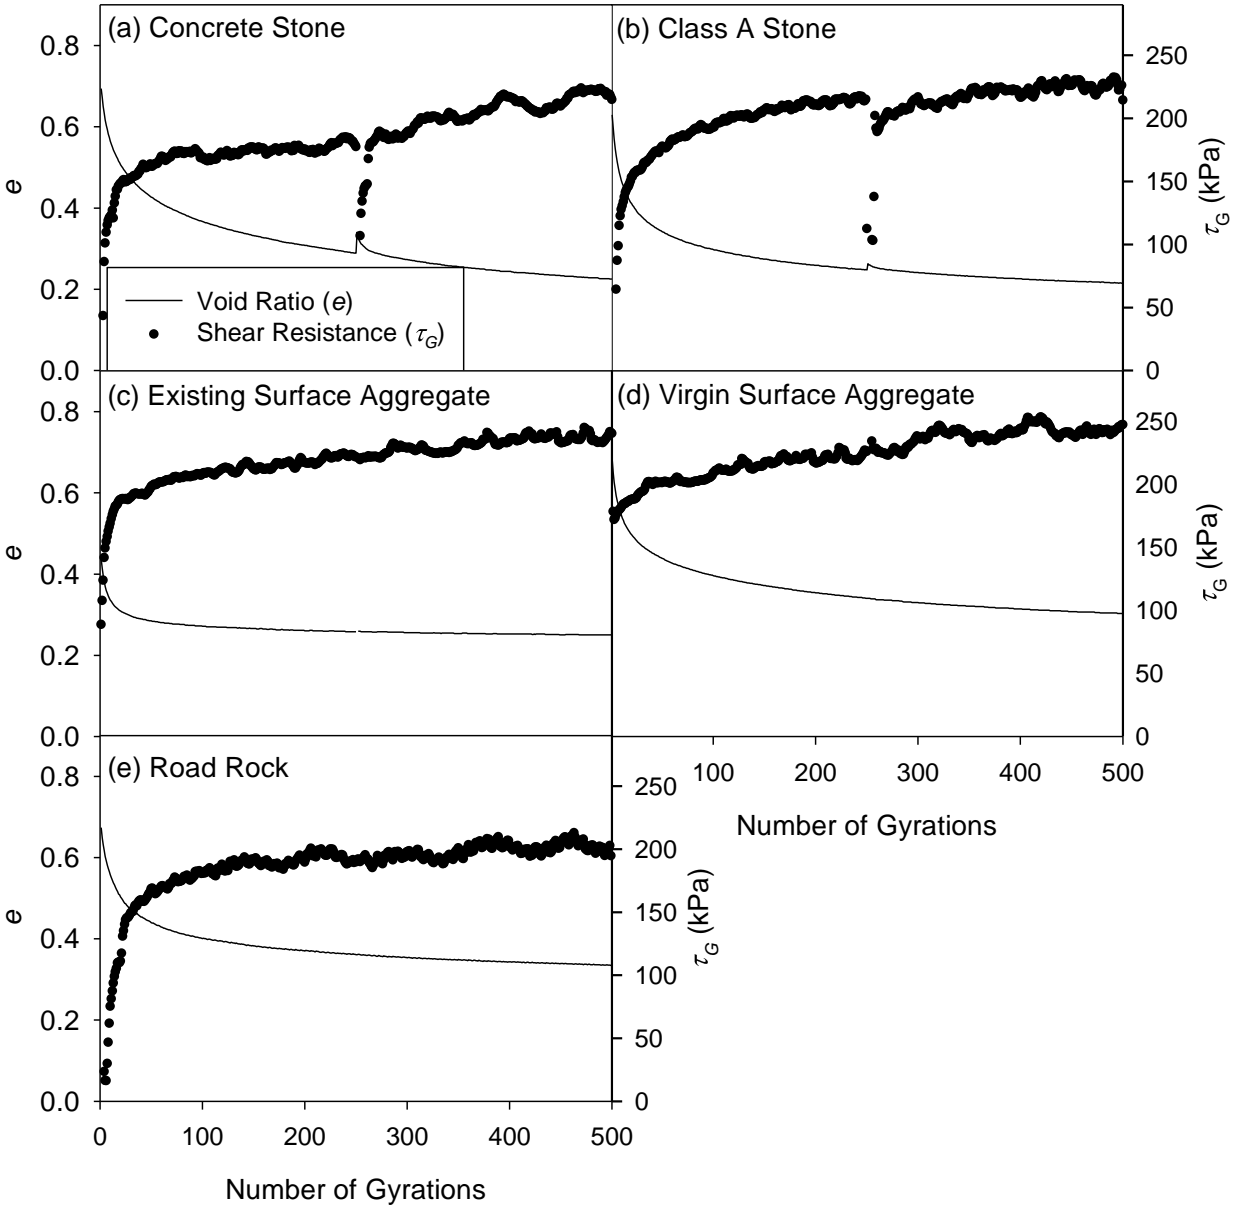 (a) Concrete Stone
(b) Class A Stone
0.8
0.6
0.4
0.2
0.0
e
250
200
150
100
50
0
τG (kPa)
Void Ratio (e)
Shear Resistance (τG)
(c) Existing Surface Aggregate
(d) Virgin Surface Aggregate
0.8
0.6
0.4
0.2
0.0
e
250
200
150
100
50
0
τG (kPa)
100 200 300 400 500
Number of Gyrations
(e) Road Rock
0.8
0.6
0.4
0.2
0.0
e
250
200
150
100
50
0
τG (kPa)
0 100 200 300 400 500
Number of Gyrations